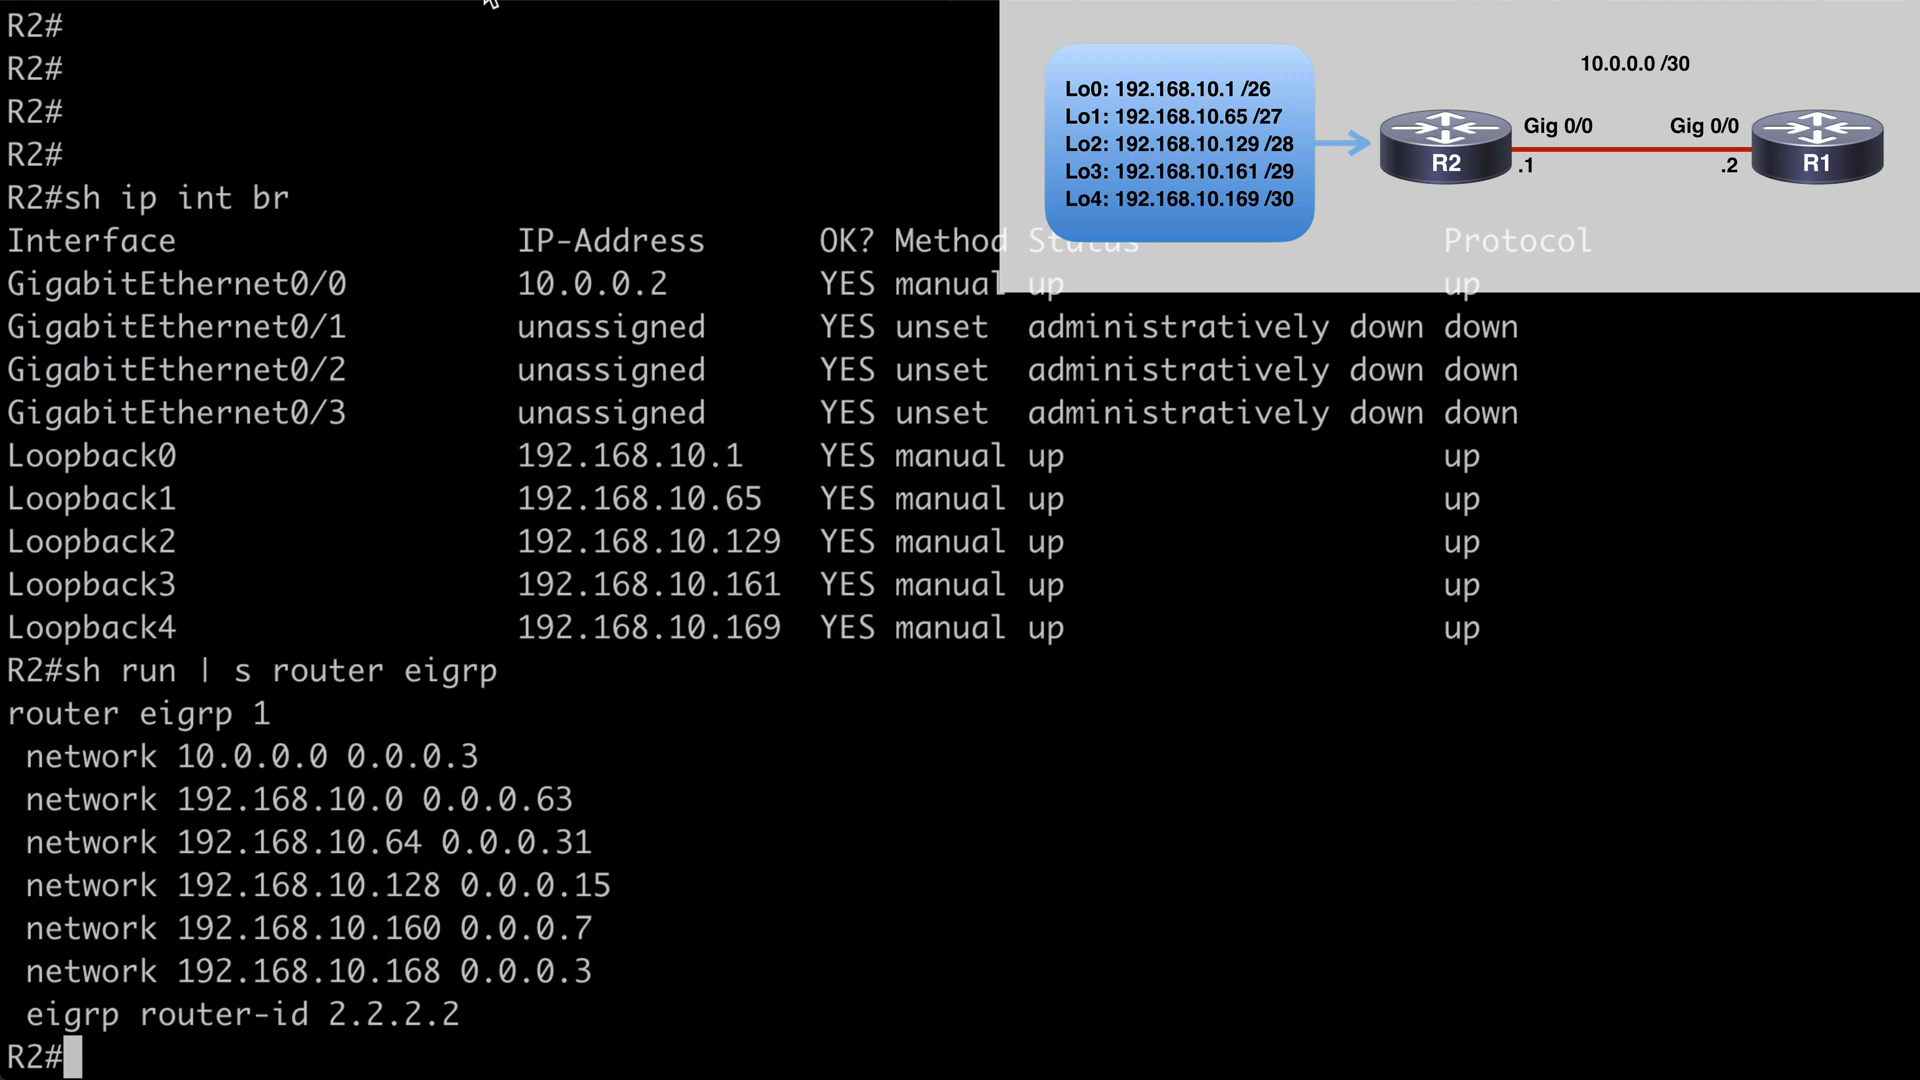 R2#
R2#
R2#
R2#
R2#sh ip int br
Interface IP-Address OK? Method Status Protocol
GigabitEthernet0/0 10.0.0.2 YES manual up up
GigabitEthernet0/1 unassigned YES unset administratively down down
GigabitEthernet0/2 unassigned YES unset administratively down down
GigabitEthernet0/3 unassigned YES unset administratively down down
Loopback0 192.168.10.1 YES manual up up
Loopback1 192.168.10.65 YES manual up up
Loopback2 192.168.10.129 YES manual up up
Loopback3 192.168.10.161 YES manual up up
Loopback4 192.168.10.169 YES manual up up
R2#sh run | s router eigrp
router eigrp 1
network 10.0.0.0 0.0.0.3
network 192.168.10.0 0.0.0.63
network 192.168.10.64 0.0.0.31
network 192.168.10.128 0.0.0.15
network 192.168.10.160 0.0.0.7
network 192.168.10.168 0.0.0.3
eigrp router-id 2.2.2.2
R2#
Lo0: 192.168.10.1 /26
Lo1: 192.168.10.65 /27
Lo2: 192.168.10.129 /28
Lo3: 192.168.10.161 /29
Lo4: 192.168.10.169 /30
10.0.0.0 /30
Gig 0/0 Gig 0/0
R2 .1 .2 R1